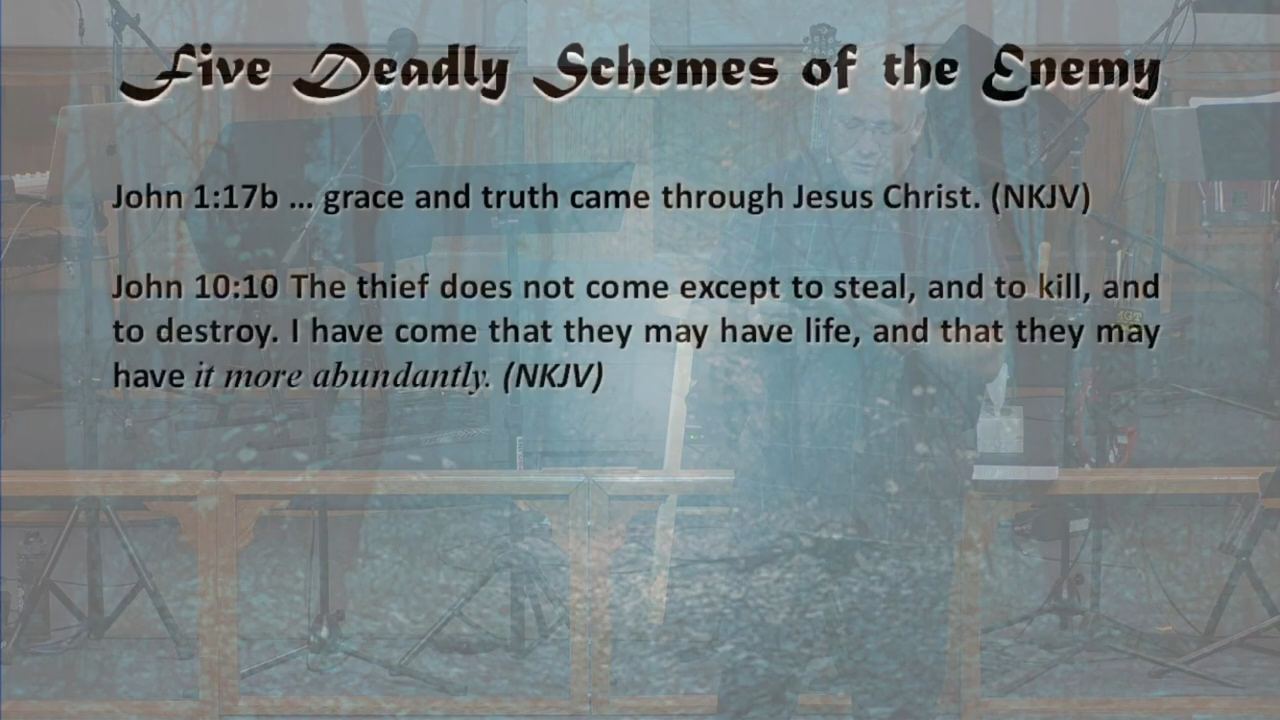 Five Deadly Schemes of the Enemy
John 1:17b ... grace and truth came through Jesus Christ. (NKJV)
John 10:10 The thief does not come except to steal, and to kill, and
to destroy. I have come that they may have life, and that they may
have it more abundantly. (NKJV)